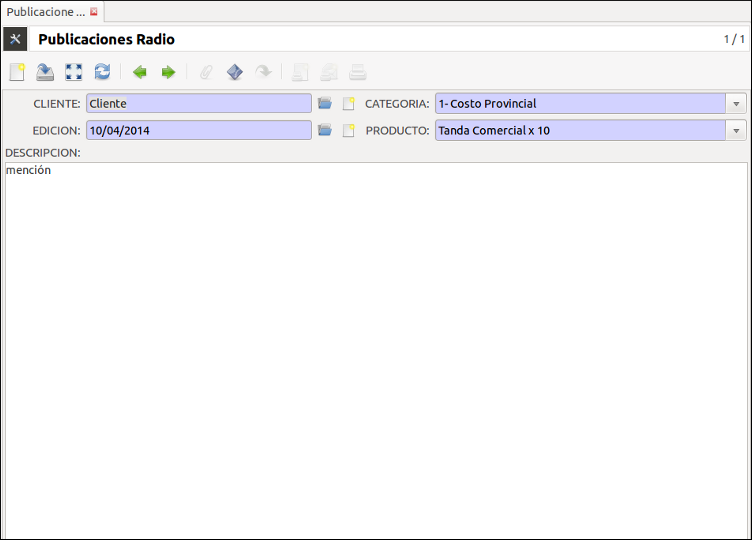 Publicacione ...
Publicaciones Radio 1 / 1
CLIENTE: Cliente CATEGORIA: 1- Costo Provincial
EDICION: 10/04/2014 PRODUCTO: Tanda Comercial x 10
DESCRIPCION:
mención